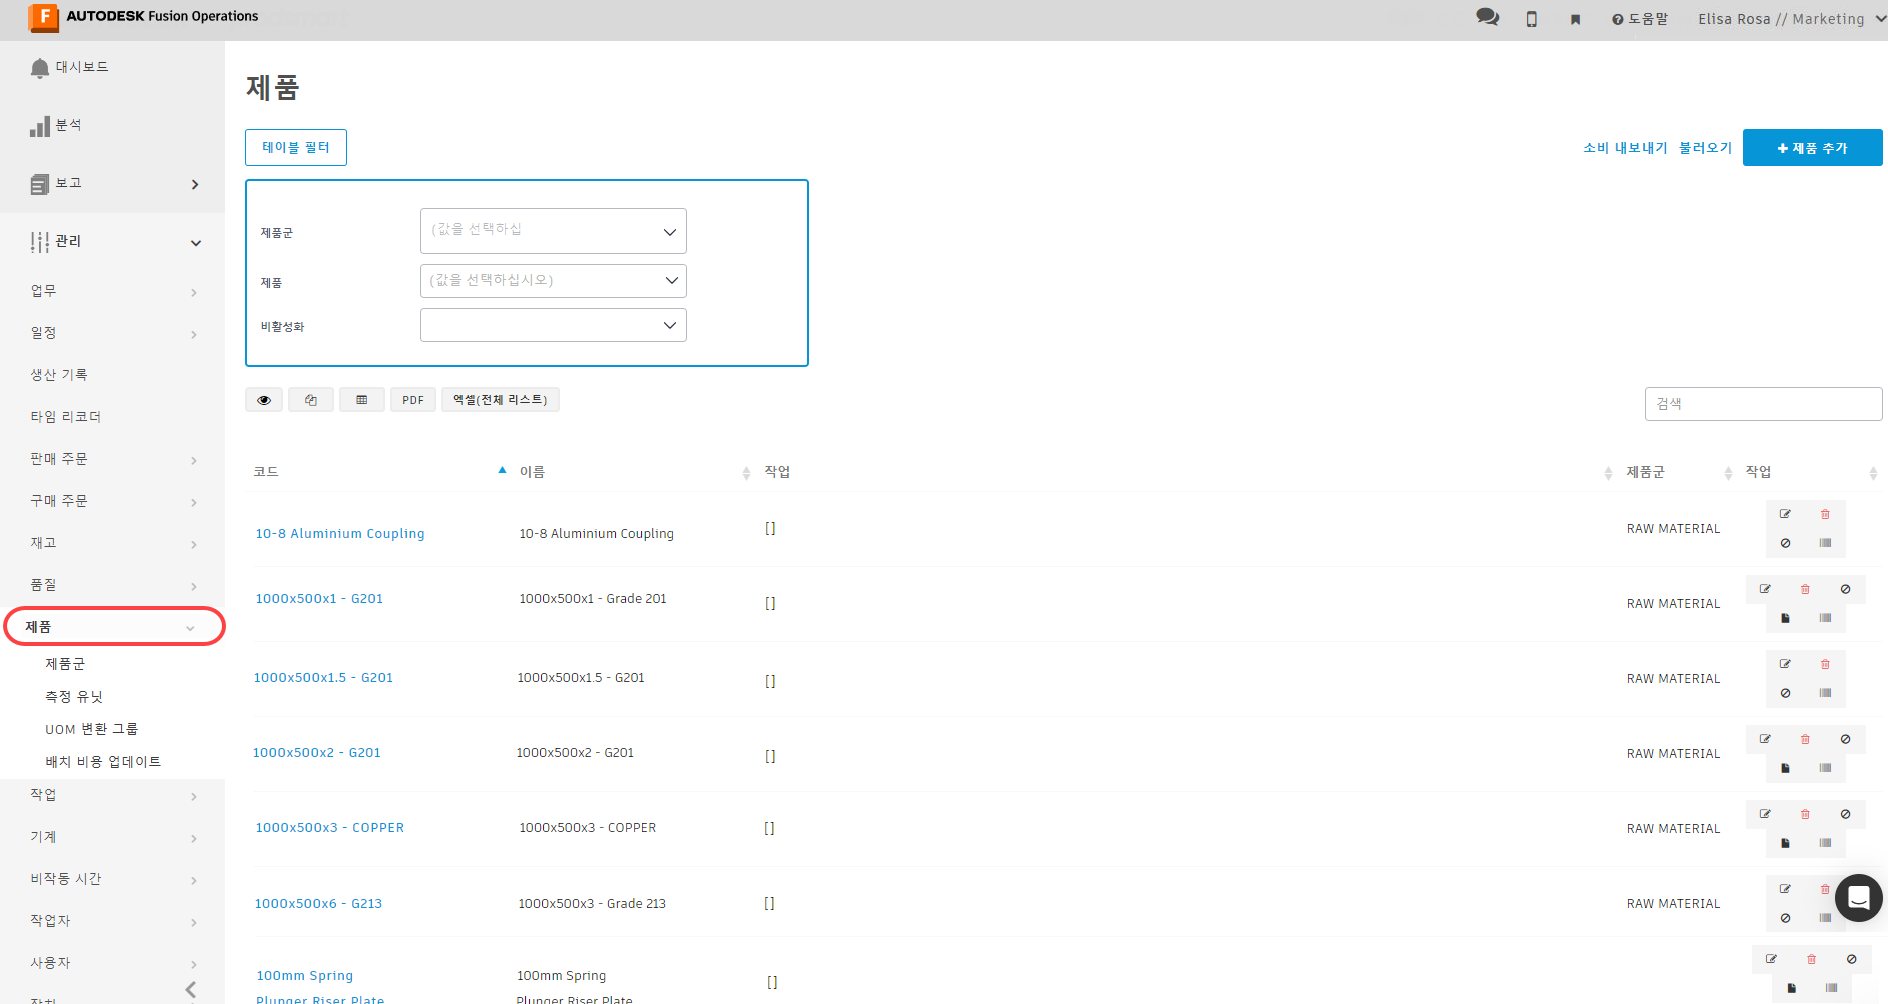 AUTODESK Fusion Operations
도움말
Elisa Rosa // Marketing
대시보드
분석
보고
관리
업무
일정
생산 기록
타임 리코더
판매 주문
구매 주문
재고
품질
제품
제품군
측정 유닛
UOM 변환 그룹
배치 비용 업데이트
작업
기계
비작동 시간
작업자
사용자
제품
테이블 필터
소비 내보내기 불러오기 제품 추가
제품군 (값을 선택하십
제품 (값을 선택하십시오)
비활성화
PDF 엑셀(전체 리스트)
검색
코드 이름 작업 제품군 작업
10-8 Aluminium Coupling 10-8 Aluminium Coupling [] RAW MATERIAL
1000x500x1 - G201 1000x500x1 - Grade 201 [] RAW MATERIAL
1000x500x1.5 - G201 1000x500x1.5 - G201 [] RAW MATERIAL
1000x500x2 - G201 1000x500x2 - G201 [] RAW MATERIAL
1000x500x3 - COPPER 1000x500x3 - COPPER [] RAW MATERIAL
1000x500x6 - G213 1000x500x3 - Grade 213 [] RAW MATERIAL
100mm Spring 100mm Spring []
Plunger Riser Plate Plunger Riser Plate